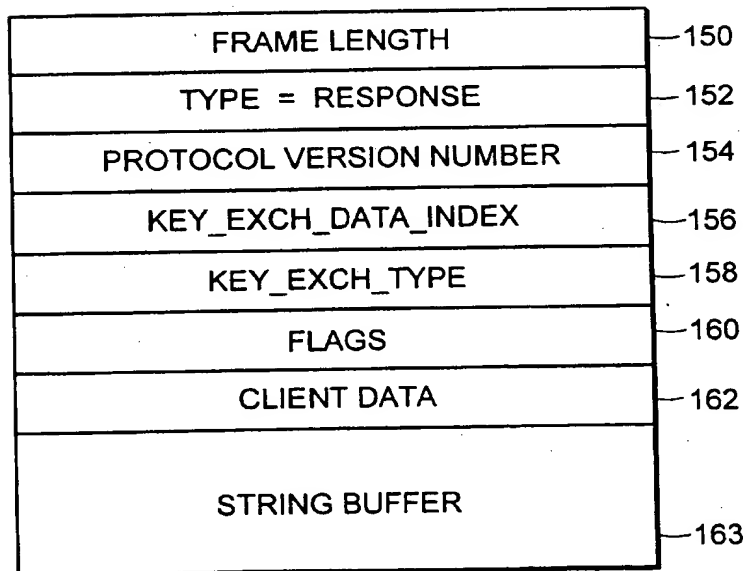 FRAME LENGTH 150
TYPE = RESPONSE 152
PROTOCOL VERSION NUMBER 154
KEY_EXCH_DATA_INDEX 156
KEY_EXCH_TYPE 158
FLAGS 160
CLIENT DATA 162
STRING BUFFER 163